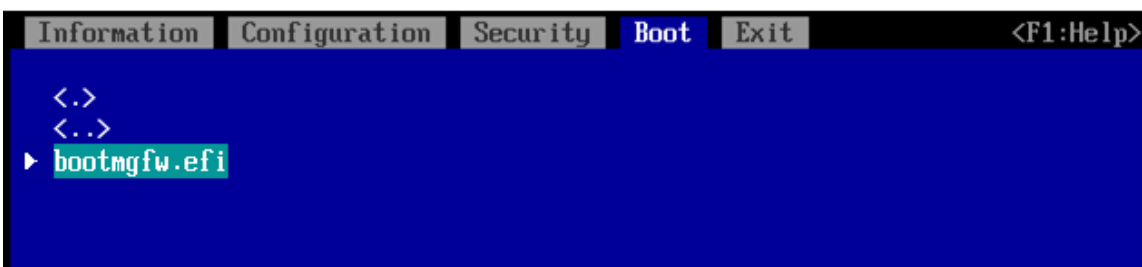 Information Configuration Security Boot Exit <F1:Help>
<.>
<..>
bootmgfw.efi